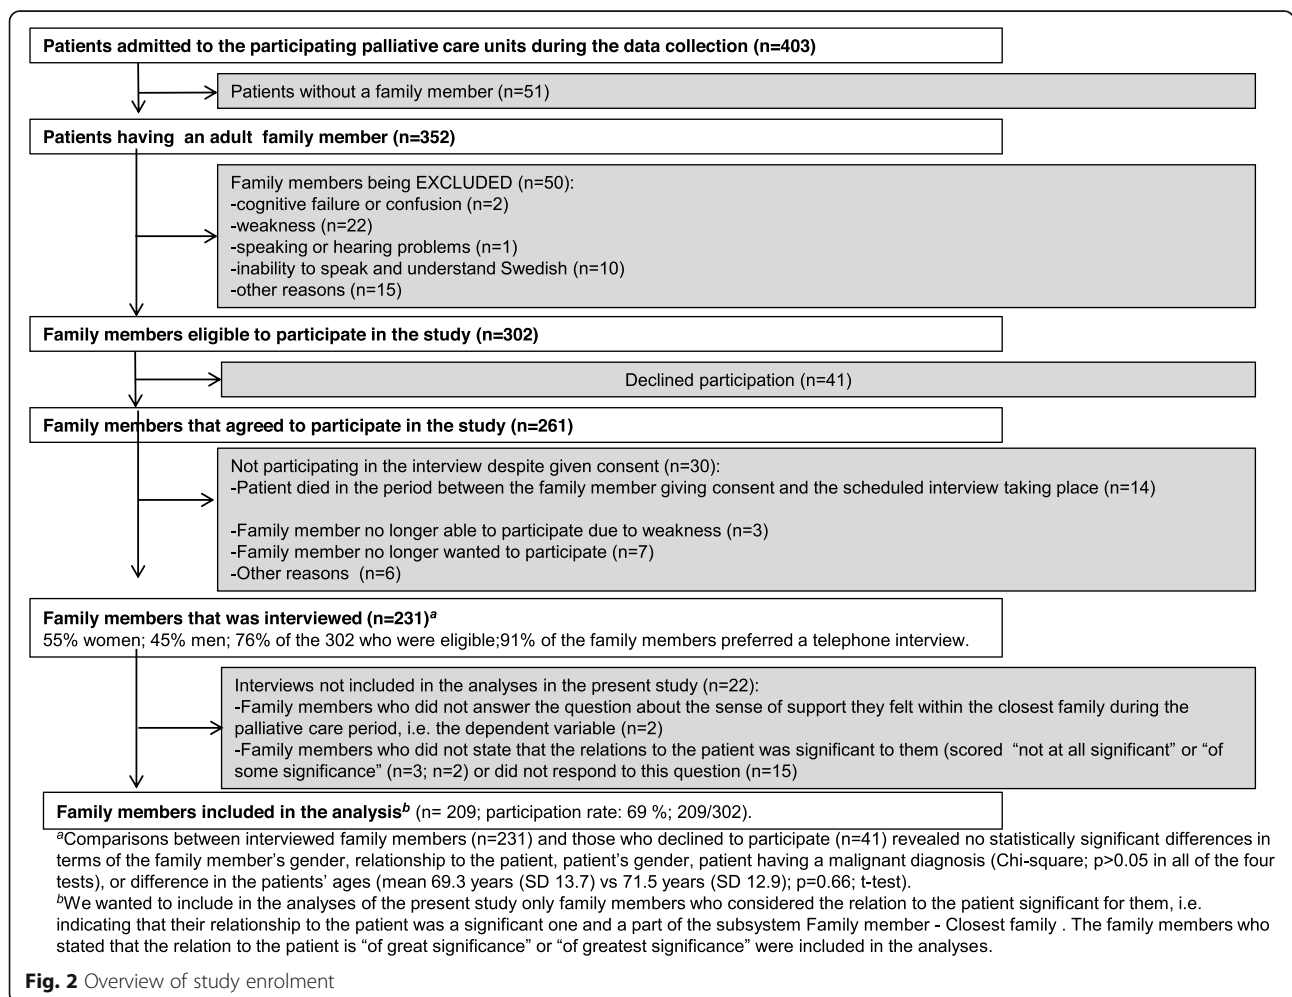 Patients admitted to the participating palliative care units during the data collection (n=403)
Patients without a family member (n=51)
Patients having an adult family member (n=352)
Family members being EXCLUDED (n=50):
-cognitive failure or confusion (n=2)
-weakness (n=22)
-speaking or hearing problems (n=1)
-inability to speak and understand Swedish (n=10)
-other reasons (n=15)
Family members eligible to participate in the study (n=302)
Declined participation (n=41)
Family members that agreed to participate in the study (n=261)
Not participating in the interview despite given consent (n=30):
-Patient died in the period between the family member giving consent and the scheduled interview taking place (n=14)
-Family member no longer able to participate due to weakness (n=3)
-Family member no longer wanted to participate (n=7)
-Other reasons (n=6)
Family members that was interviewed (n=231)a
55% women; 45% men; 76% of the 302 who were eligible;91% of the family members preferred a telephone interview.
Interviews not included in the analyses in the present study (n=22):
-Family members who did not answer the question about the sense of support they felt within the closest family during the
palliative care period, i.e. the dependent variable (n=2)
-Family members who did not state that the relations to the patient was significant to them (scored “not at all significant” or “of
some significance” (n=3; n=2) or did not respond to this question (n=15)
Family members included in the analysisb (n= 209; participation rate: 69 %; 209/302).
aComparisons between interviewed family members (n=231) and those who declined to participate (n=41) revealed no statistically significant differences in
terms of the family member’s gender, relationship to the patient, patient’s gender, patient having a malignant diagnosis (Chi-square; p>0.05 in all of the four
tests), or difference in the patients’ ages (mean 69.3 years (SD 13.7) vs 71.5 years (SD 12.9); p=0.66; t-test).
bWe wanted to include in the analyses of the present study only family members who considered the relation to the patient significant for them, i.e.
indicating that their relationship to the patient was a significant one and a part of the subsystem Family member - Closest family . The family members who
stated that the relation to the patient is “of great significance” or “of greatest significance” were included in the analyses.
Fig. 2 Overview of study enrolment